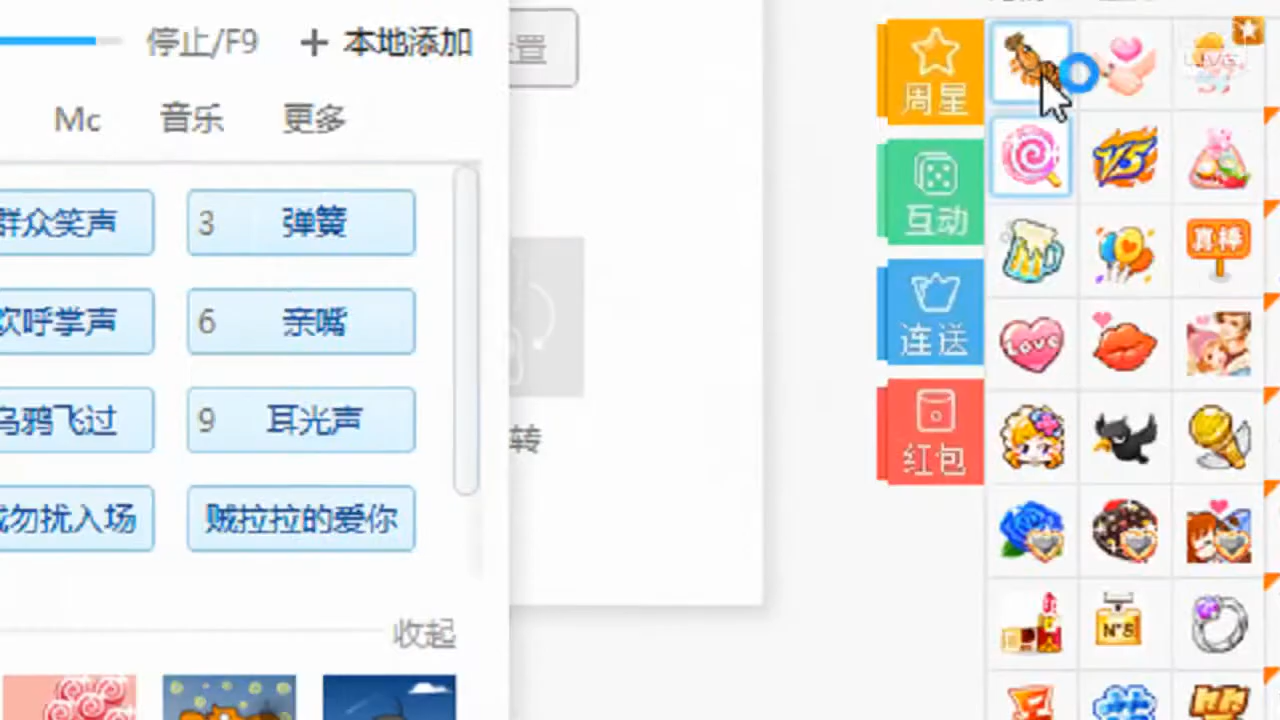 停止/F9
+ 本地添加
置
Mc
音乐
更多
群众笑声
3 弹簧
欢呼掌声
6 亲嘴
乌鸦飞过
9 耳光声
勿扰入场
贼拉拉的爱你
转
收起
周星
互动
连送
红包
LIVE
VS
真棒
Love
N°5